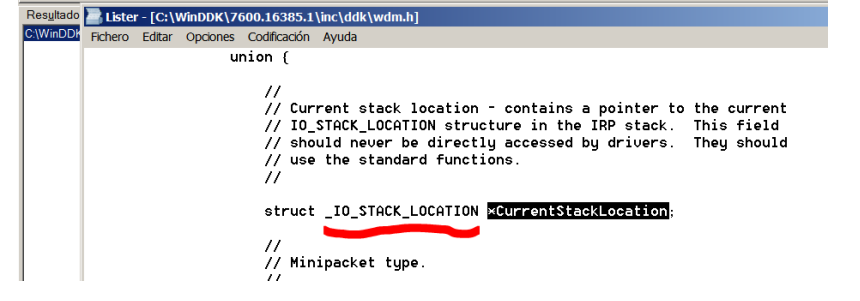 Resultado
C:\WinDDK
Lister - [C:\WinDDK\7600.16385.1\inc\ddk\wdm.h]
Fichero Editar Opciones Codificación Ayuda
union {
//
// Current stack location - contains a pointer to the current
// IO_STACK_LOCATION structure in the IRP stack. This field
// should never be directly accessed by drivers. They should
// use the standard functions.
//
struct _IO_STACK_LOCATION *CurrentStackLocation;
//
// Minipacket type.
//